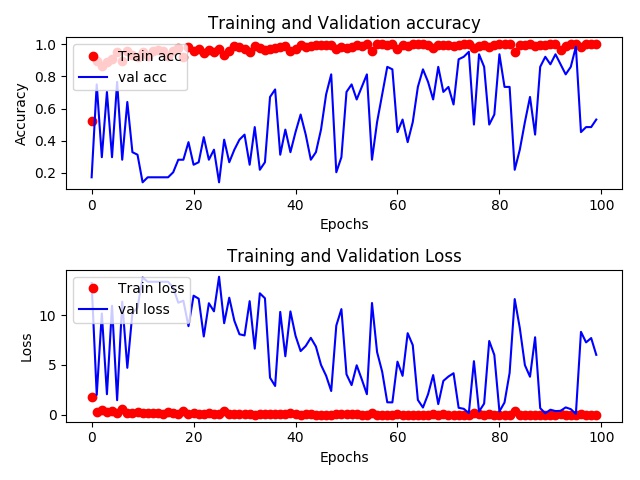 Training and Validation accuracy
1.0
0.8
0.6
0.4
0.2
Accuracy
Train acc
val acc
0 20 40 60 80 100
Epochs
Training and Validation Loss
10
5
0
Loss
Train loss
val loss
0 20 40 60 80 100
Epochs